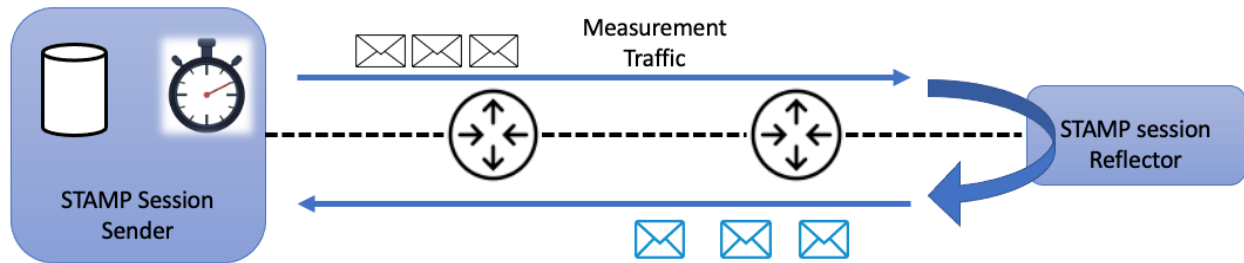 Measurement
Traffic
STAMP Session
Sender
STAMP session
Reflector